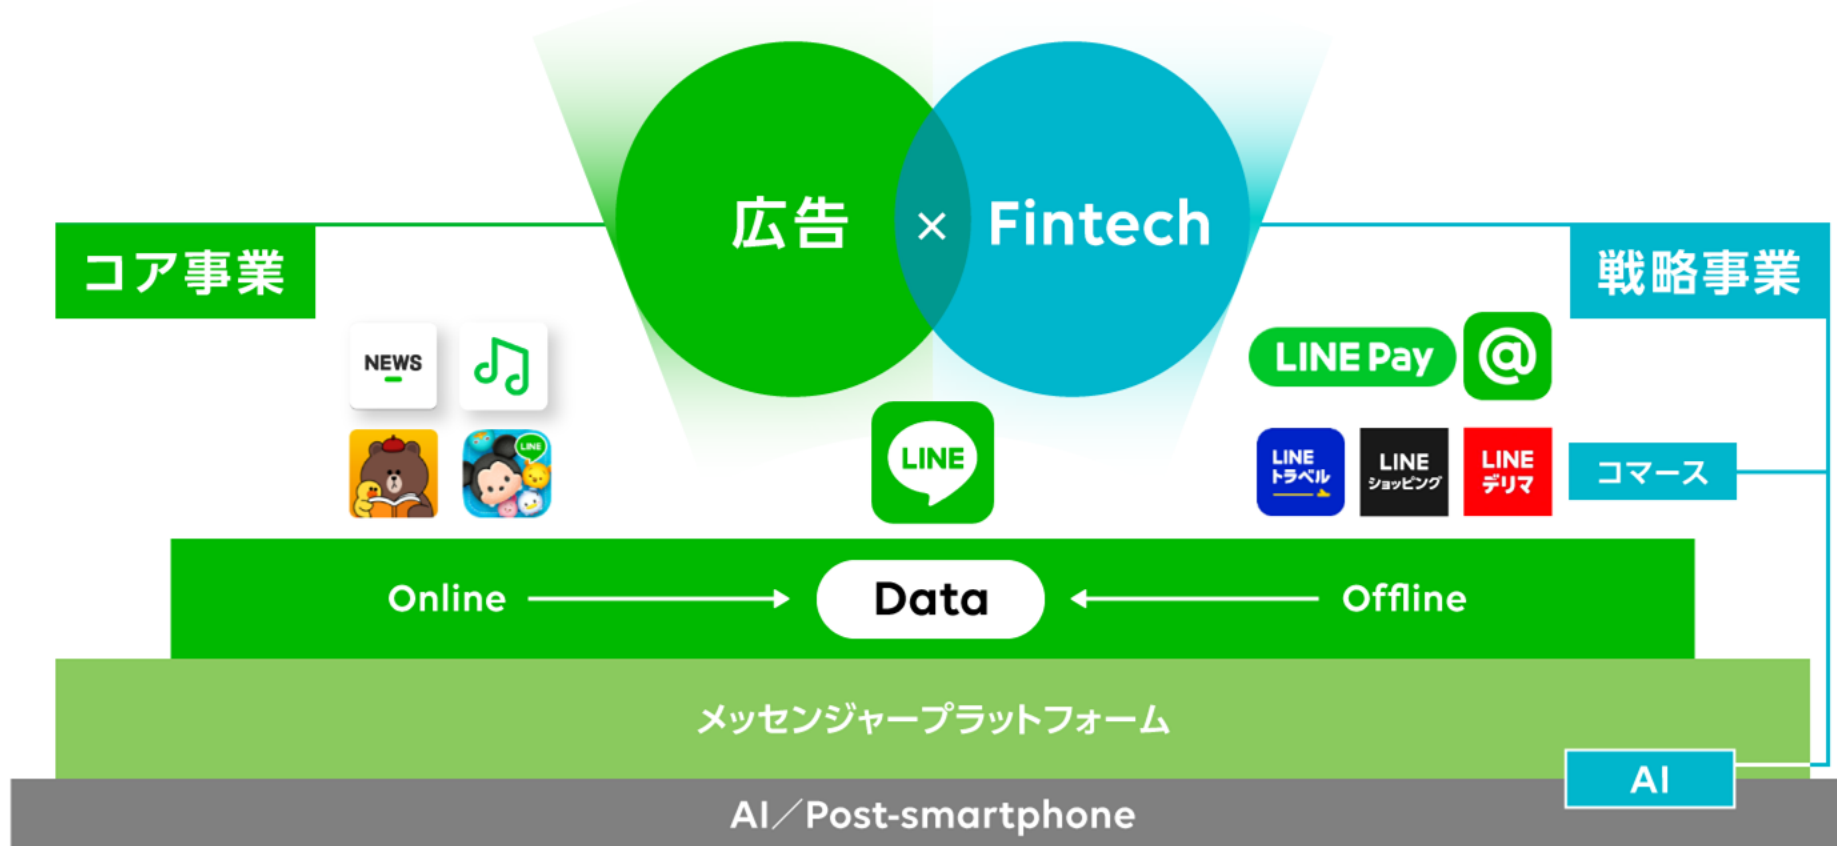 広告 × Fintech
コア事業
戦略事業
NEWS
LINE Pay
@
LINE
LINE
LINE
トラベル
LINE
ショッピング
LINE
デリマ
コマース
Online
Data
Offline
メッセンジャープラットフォーム
AI
AI／Post-smartphone